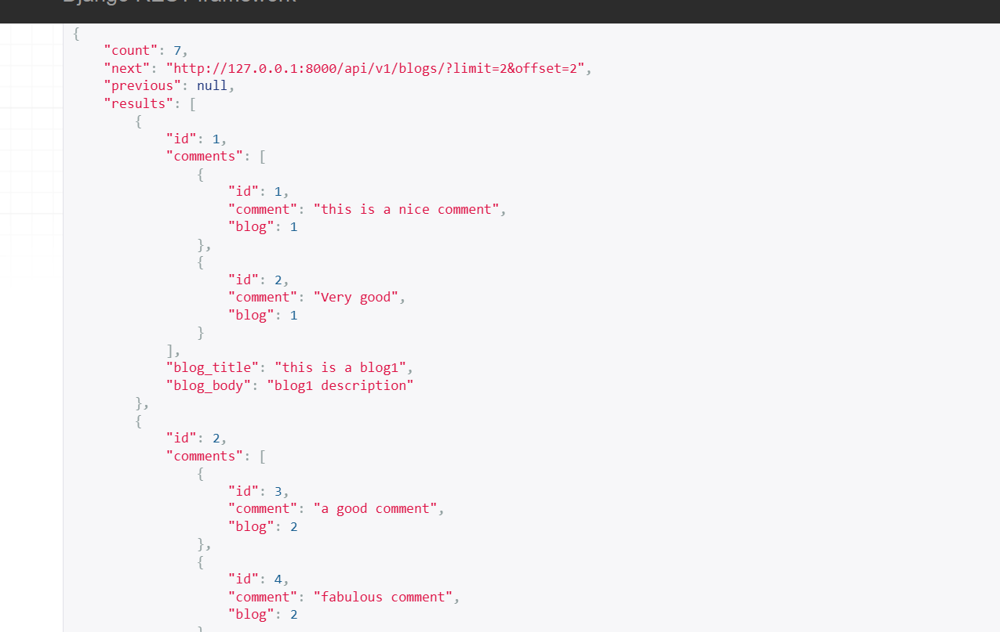 Django REST framework
{
    "count": 7,
    "next": "http://127.0.0.1:8000/api/v1/blogs/?limit=2&offset=2",
    "previous": null,
    "results": [
        {
            "id": 1,
            "comments": [
                {
                    "id": 1,
                    "comment": "this is a nice comment",
                    "blog": 1
                },
                {
                    "id": 2,
                    "comment": "Very good",
                    "blog": 1
                }
            ],
            "blog_title": "this is a blog1",
            "blog_body": "blog1 description"
        },
        {
            "id": 2,
            "comments": [
                {
                    "id": 3,
                    "comment": "a good comment",
                    "blog": 2
                },
                {
                    "id": 4,
                    "comment": "fabulous comment",
                    "blog": 2
                }